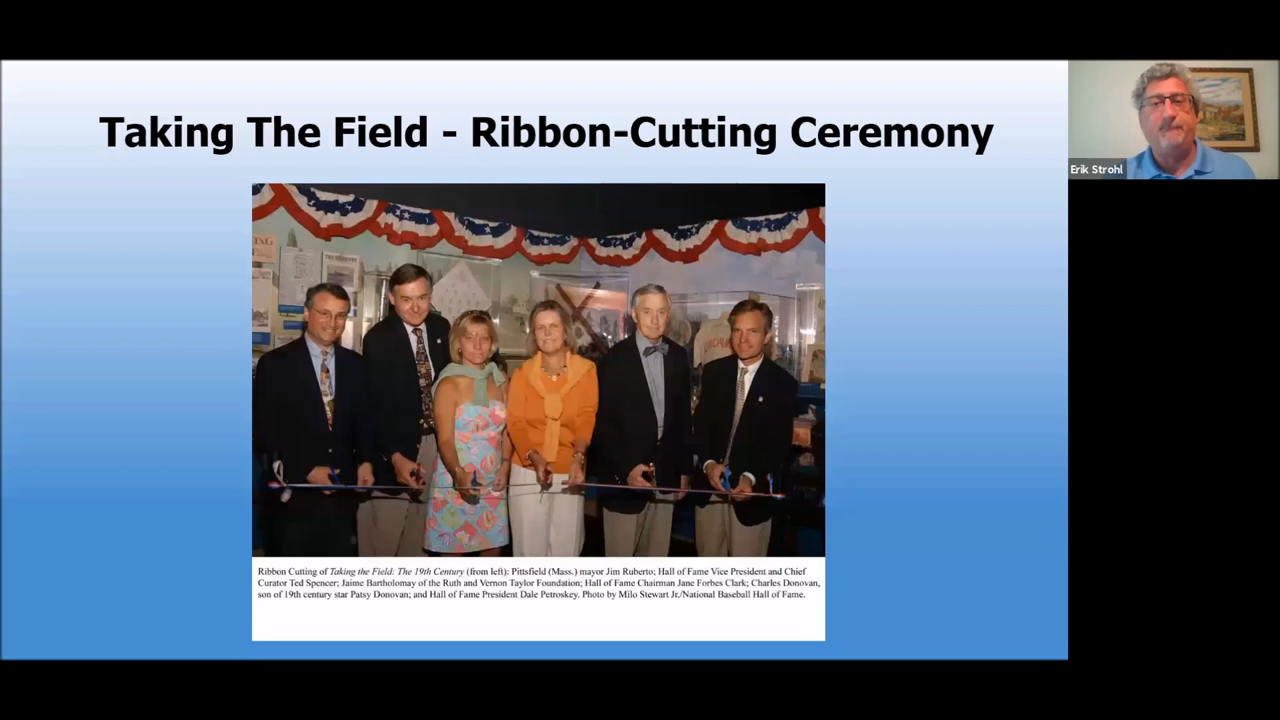 Taking The Field - Ribbon-Cutting Ceremony
Erik Strohl
Ribbon Cutting of Taking the Field: The 19th Century (from left): Pittsfield (Mass.) mayor Jim Ruberto; Hall of Fame Vice President and Chief
Curator Ted Spencer; Jaime Bartholomay of the Ruth and Vernon Taylor Foundation; Hall of Fame Chairman Jane Forbes Clark; Charles Donovan,
son of 19th century star Patsy Donovan; and Hall of Fame President Dale Petroskey. Photo by Milo Stewart Jr./National Baseball Hall of Fame.